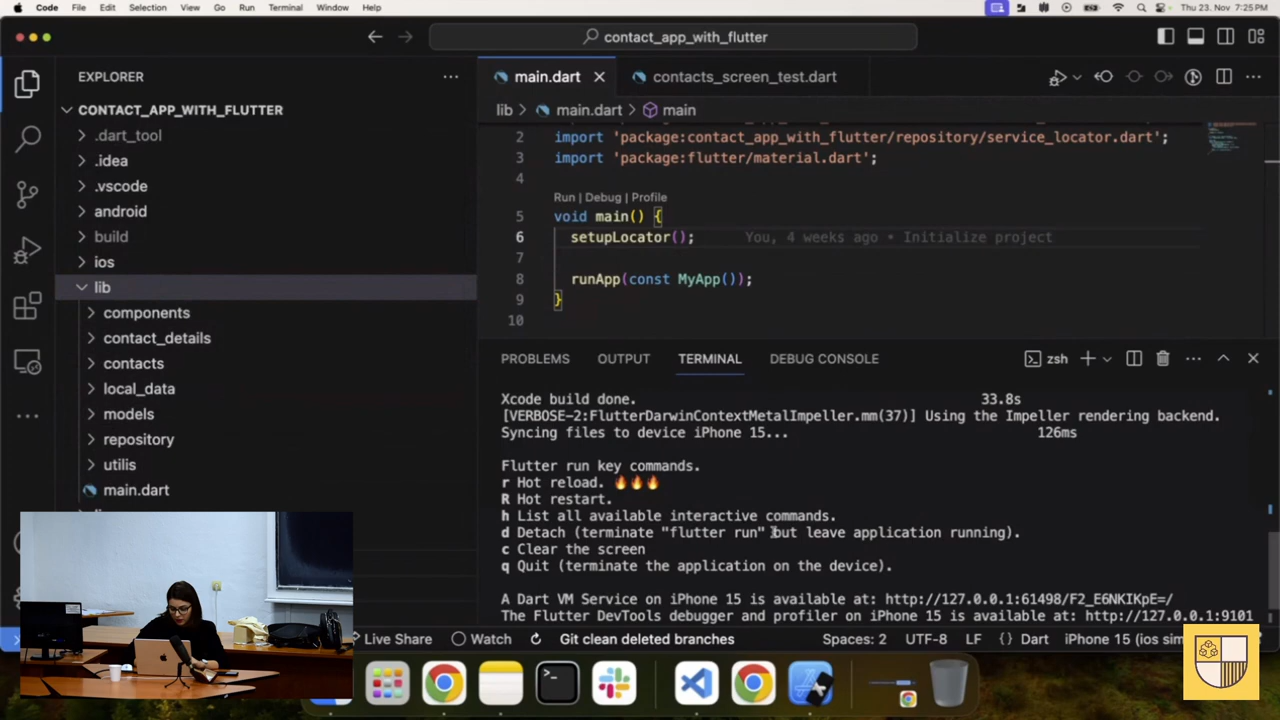 Code File Edit Selection View Go Run Terminal Window Help
Thu 23. Nov 7:25 PM
contact_app_with_flutter
EXPLORER
CONTACT_APP_WITH_FLUTTER
.dart_tool
.idea
.vscode
android
build
ios
lib
components
contact_details
contacts
local_data
models
repository
utilis
main.dart
main.dart
contacts_screen_test.dart
lib > main.dart > main
2 import 'package:contact_app_with_flutter/repository/service_locator.dart';
3 import 'package:flutter/material.dart';
4
Run | Debug | Profile
5 void main() {
6 setupLocator(); You, 4 weeks ago • Initialize project
7
8 runApp(const MyApp());
9 }
10
PROBLEMS OUTPUT TERMINAL DEBUG CONSOLE
zsh
Xcode build done. 33.8s
[VERBOSE-2:FlutterDarwinContextMetalImpeller.mm(37)] Using the Impeller rendering backend.
Syncing files to device iPhone 15... 126ms
Flutter run key commands.
r Hot reload. 🔥🔥🔥
R Hot restart.
h List all available interactive commands.
d Detach (terminate "flutter run" but leave application running).
c Clear the screen
q Quit (terminate the application on the device).
A Dart VM Service on iPhone 15 is available at: http://127.0.0.1:61498/F2_E6NKIKpE=/
The Flutter DevTools debugger and profiler on iPhone 15 is available at: http://127.0.0.1:9101
Live Share Watch Git clean deleted branches Spaces: 2 UTF-8 LF {} Dart iPhone 15 (ios sim